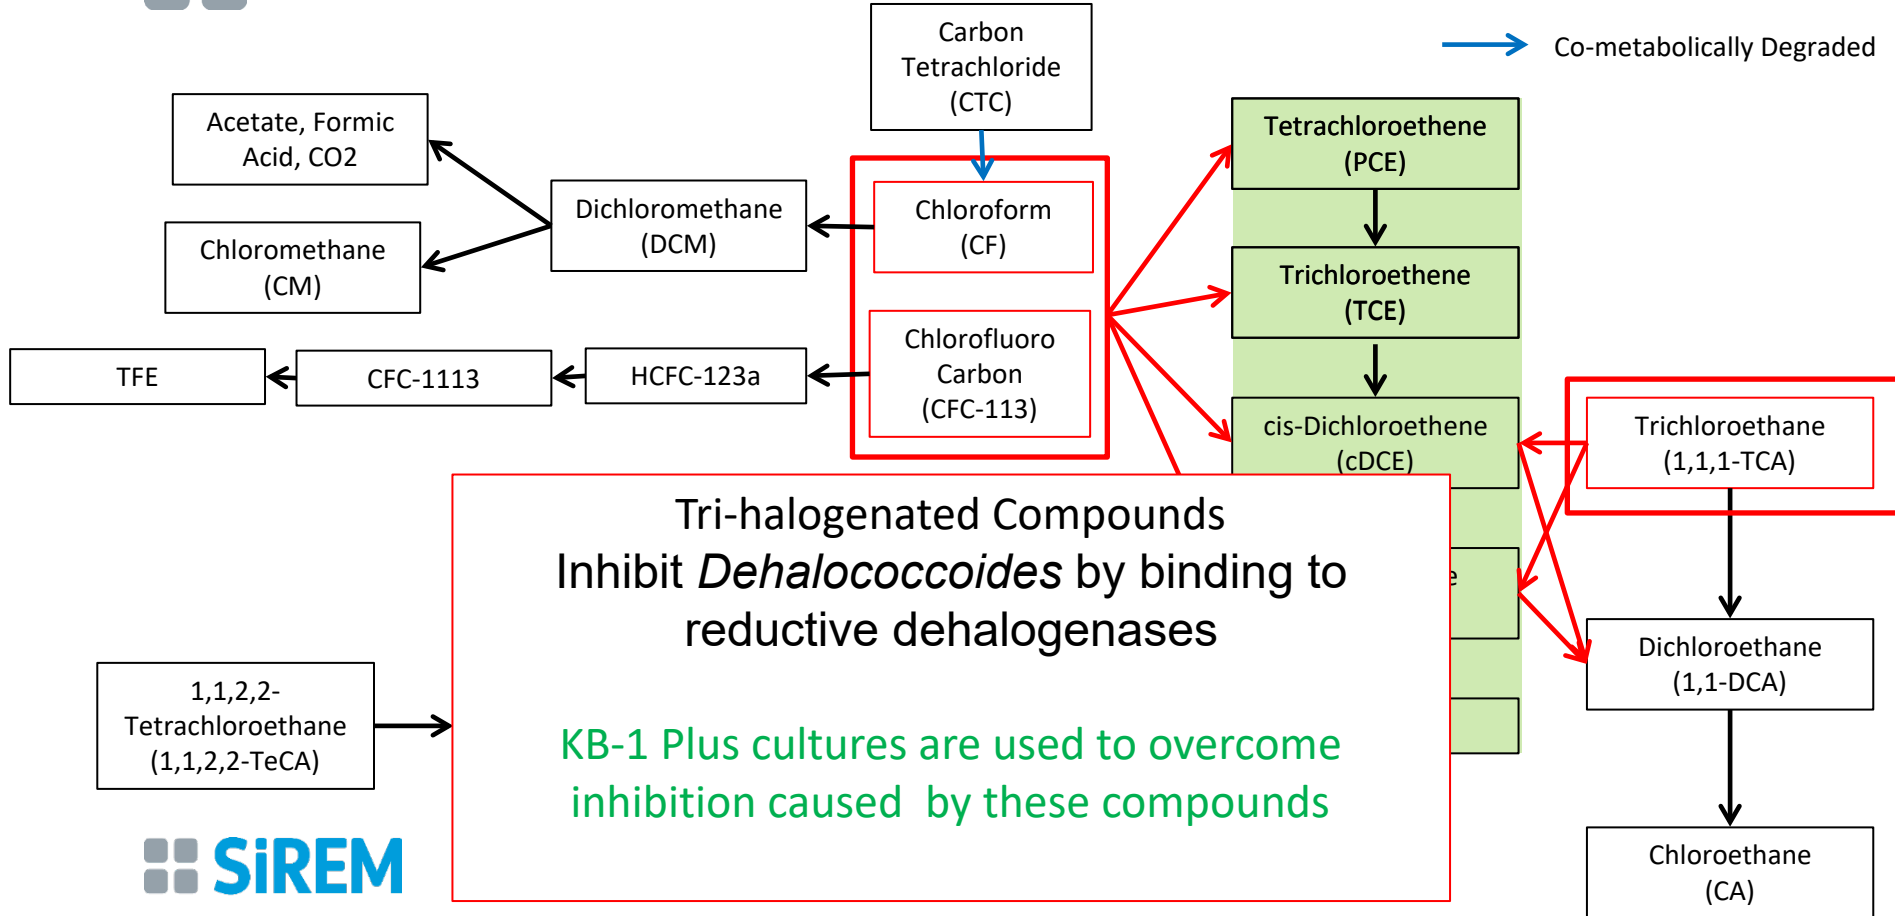 Carbon
Tetrachloride
(CTC)
Co-metabolically Degraded
Acetate, Formic
Acid, CO2
Tetrachloroethene
(PCE)
Dichloromethane
(DCM)
Chloroform
(CF)
Chloromethane
(CM)
Trichloroethene
(TCE)
Chlorofluoro
Carbon
(CFC-113)
TFE
CFC-1113
HCFC-123a
cis-Dichloroethene
(cDCE)
Trichloroethane
(1,1,1-TCA)
Tri-halogenated Compounds
Inhibit Dehalococcoides by binding to
reductive dehalogenases
KB-1 Plus cultures are used to overcome
inhibition caused  by these compounds
e
Dichloroethane
(1,1-DCA)
1,1,2,2-
Tetrachloroethane
(1,1,2,2-TeCA)
Chloroethane
(CA)
SiREM